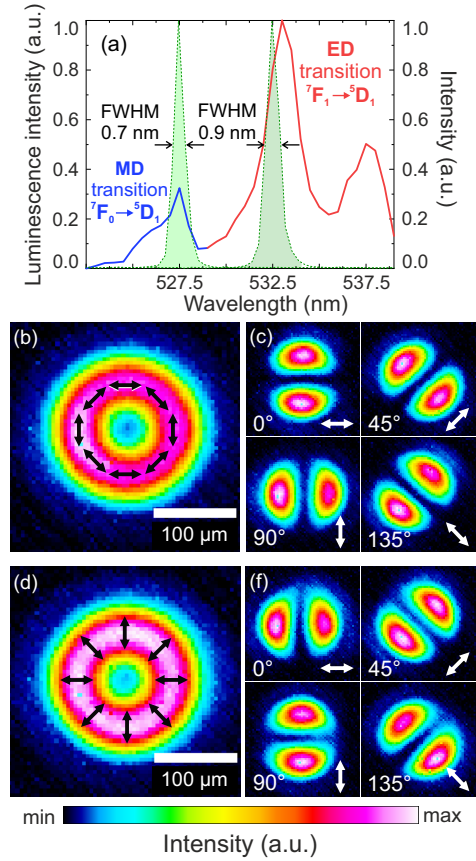 (a)
ED
transition
⁷F₁→⁵D₁
FWHM
0.7 nm
FWHM
0.9 nm
MD
transition
⁷F₀→⁵D₁
Luminescence intensity (a.u.)
1.0
0.8
0.6
0.4
0.2
0.0
1.0
0.8
0.6
0.4
0.2
0.0
Intensity (a.u.)
527.5
532.5
537.5
Wavelength (nm)
(b)
100 µm
(c)
0°
45°
90°
135°
(d)
100 µm
(f)
0°
45°
90°
135°
min
max
Intensity (a.u.)